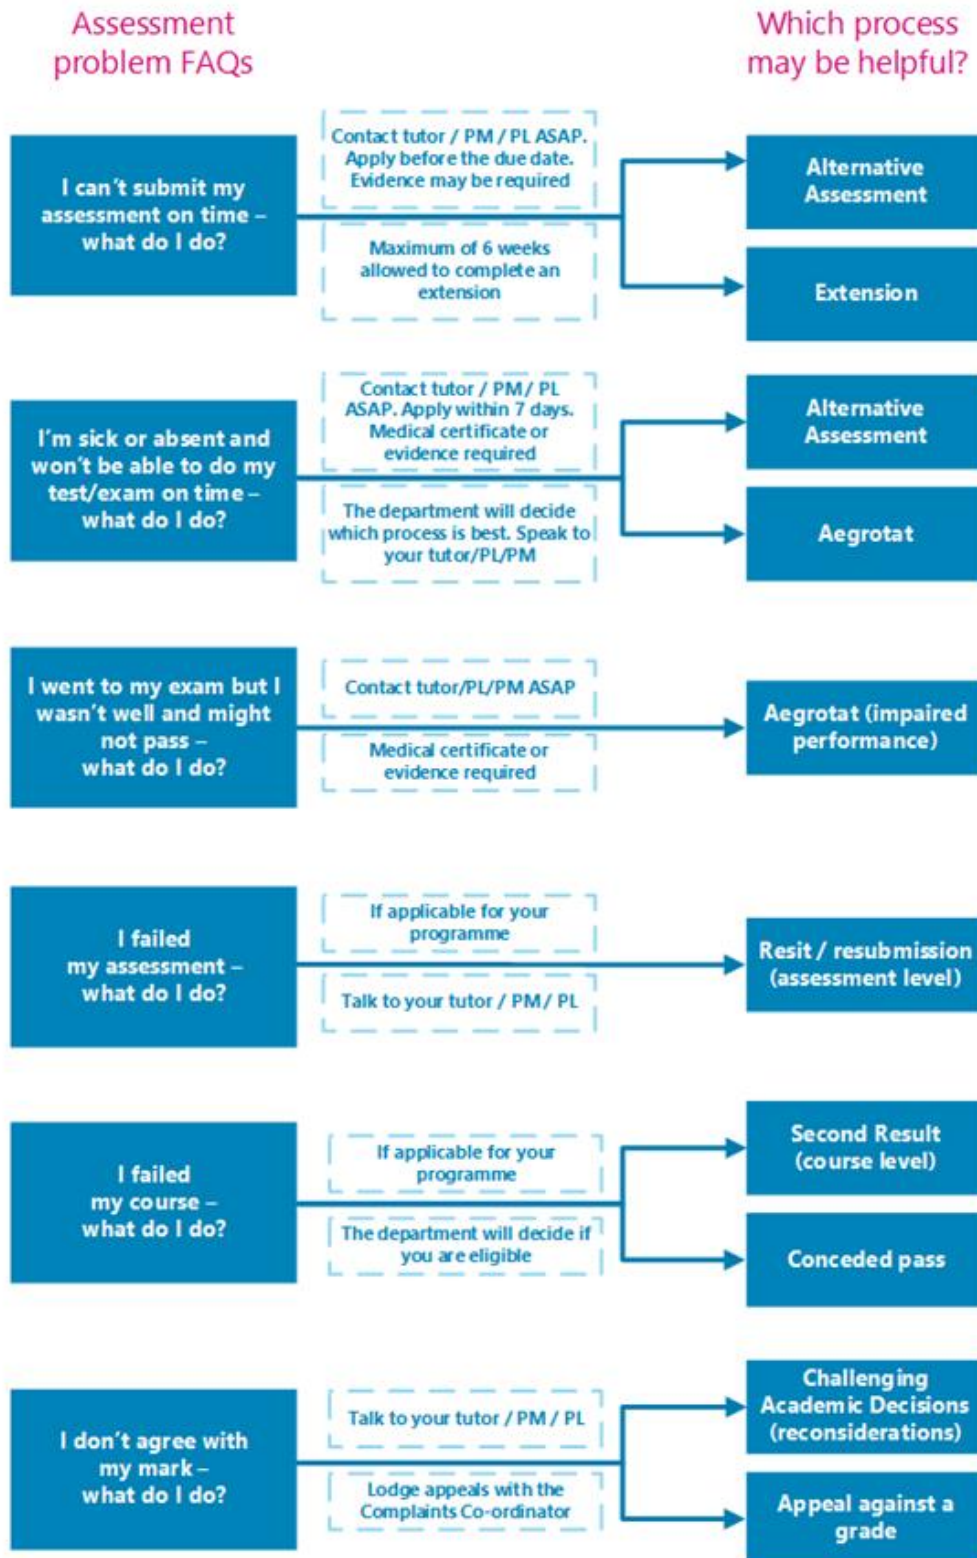 Assessment
problem FAQs
Which process
may be helpful?
I can't submit my
assessment on time –
what do I do?
Contact tutor / PM / PL ASAP.
Apply before the due date.
Evidence may be required
Maximum of 6 weeks
allowed to complete an
extension
Alternative
Assessment
Extension
I'm sick or absent and
won't be able to do my
test/exam on time –
what do I do?
Contact tutor / PM / PL
ASAP. Apply within 7 days.
Medical certificate or
evidence required
The department will decide
which process is best. Speak to
your tutor/PL/PM
Alternative
Assessment
Aegrotat
I went to my exam but I
wasn't well and might
not pass –
what do I do?
Contact tutor/PL/PM ASAP
Medical certificate or
evidence required
Aegrotat (impaired
performance)
I failed
my assessment –
what do I do?
If applicable for your
programme
Talk to your tutor / PM / PL
Resit / resubmission
(assessment level)
I failed
my course –
what do I do?
If applicable for your
programme
The department will decide if
you are eligible
Second Result
(course level)
Conceded pass
I don't agree with
my mark –
what do I do?
Talk to your tutor / PM / PL
Lodge appeals with the
Complaints Co-ordinator
Challenging
Academic Decisions
(reconsiderations)
Appeal against a
grade